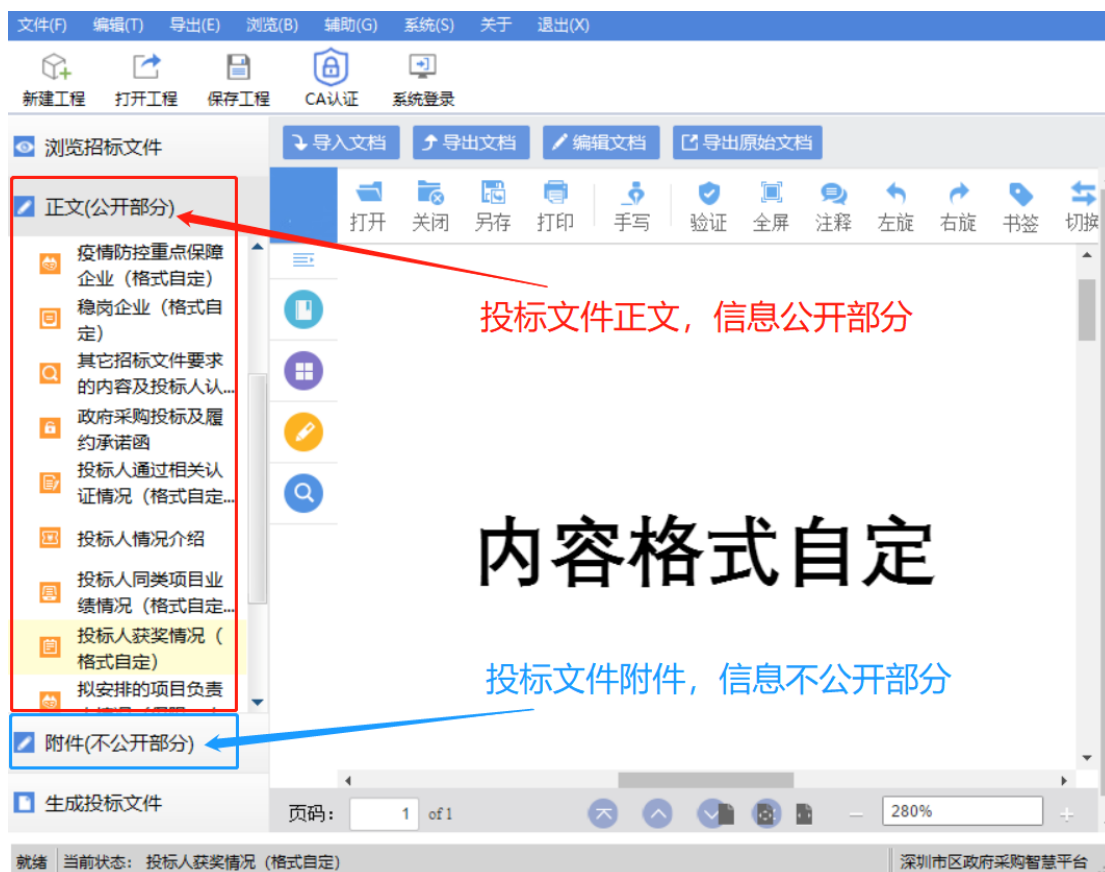 文件(F) 编辑(T) 导出(E) 浏览(B) 辅助(G) 系统(S) 关于 退出(X)
新建工程 打开工程 保存工程 CA认证 系统登录
浏览招标文件
正文(公开部分)
疫情防控重点保障
企业（格式自定）
稳岗企业（格式自
定）
其它招标文件要求
的内容及投标人认...
政府采购投标及履
约承诺函
投标人通过相关认
证情况（格式自定...
投标人情况介绍
投标人同类项目业
绩情况（格式自定...
投标人获奖情况（
格式自定）
拟安排的项目负责
附件(不公开部分)
生成投标文件
导入文档 导出文档 编辑文档 导出原始文档
打开 关闭 另存 打印 手写 验证 全屏 注释 左旋 右旋 书签 切换
投标文件正文，信息公开部分
内容格式自定
投标文件附件，信息不公开部分
页码： 1 of 1 280%
就绪 当前状态： 投标人获奖情况（格式自定） 深圳市区政府采购智慧平台